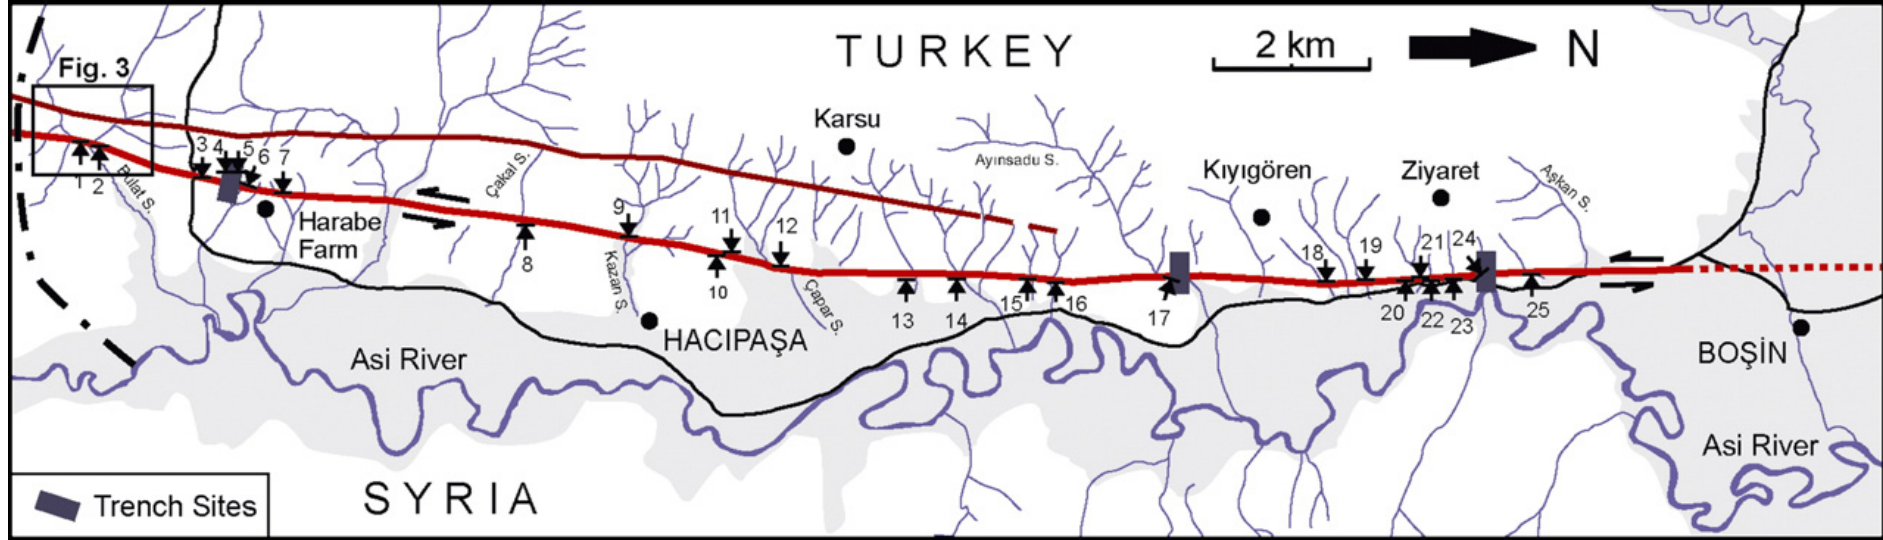 TURKEY
2 km
N
Fig. 3
Karsu
Ayınsadu S.
Kıyıgören
Ziyaret
Aşkan S.
Çakal S.
3 4 5 6 7
1 2
Bulat S.
Harabe
Farm
9
11
12
8
10
Kazan S.
Çapar S.
13
14
15
16
17
18
19
21
24
20
22
23
25
HACIPAŞA
Asi River
BOŞİN
Asi River
SYRIA
Trench Sites